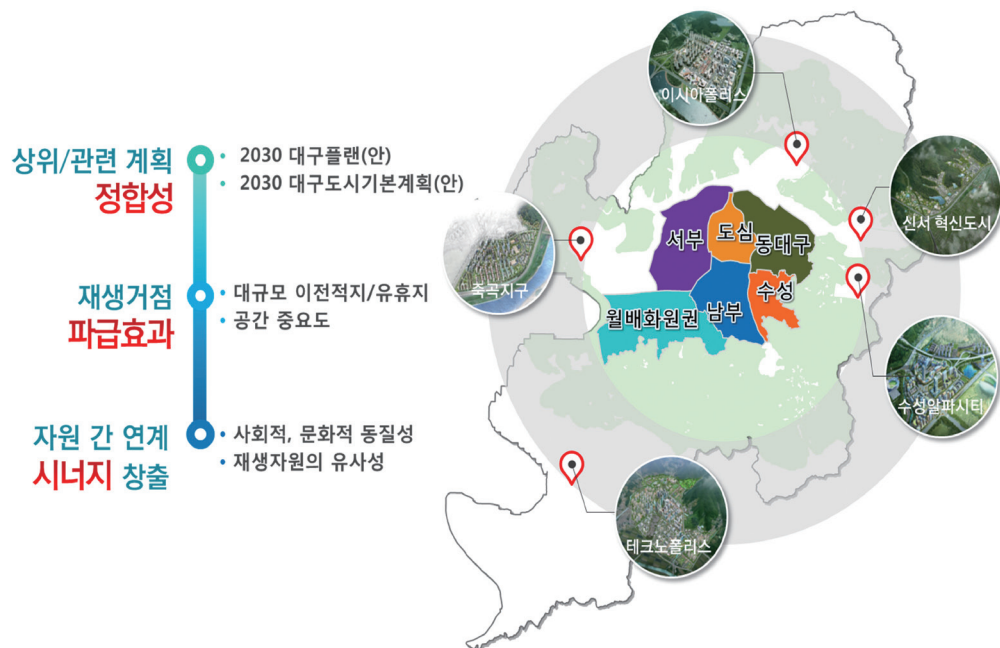 상위/관련 계획
정합성
• 2030 대구플랜(안)
• 2030 대구도시기본계획(안)
재생거점
파급효과
• 대규모 이전적지/유휴지
• 공간 중요도
자원 간 연계
시너지 창출
• 사회적, 문화적 동질성
• 재생자원의 유사성
이시아폴리스
신서 혁신도시
죽곡지구
서부
도심
동대구
수성
남부
월배화원권
수성알파시티
테크노폴리스